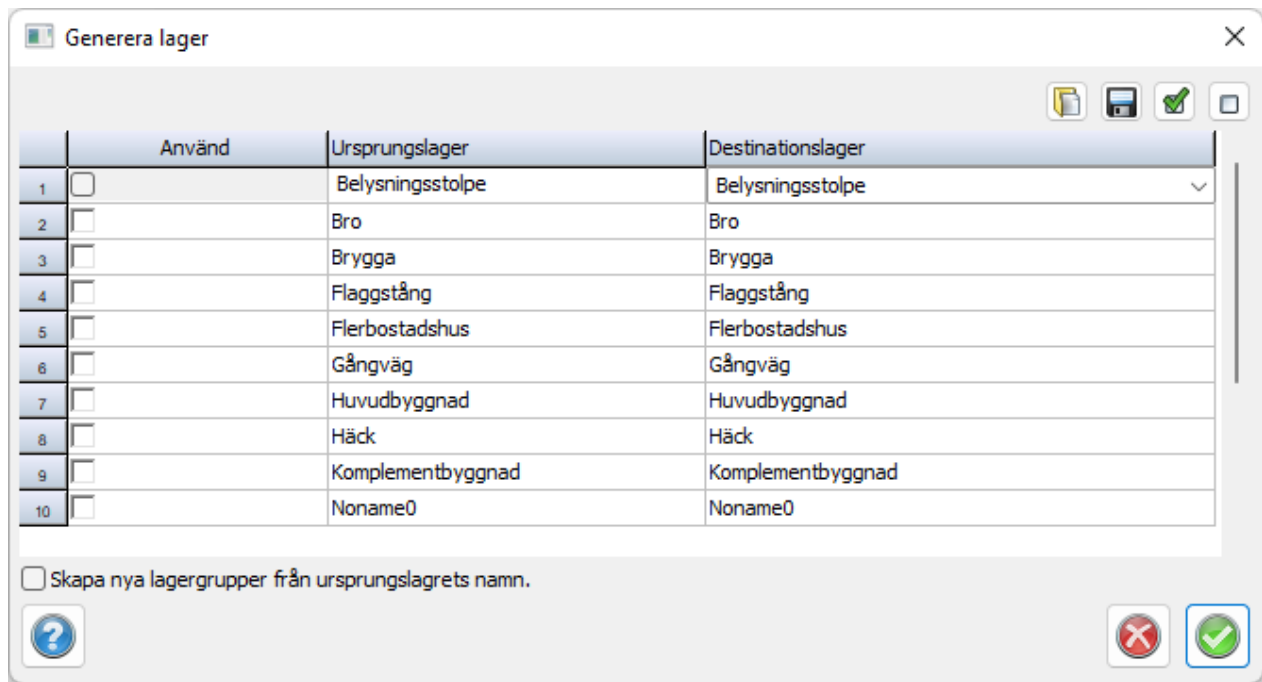 Generera lager
Använd Ursprungslager Destinationslager
1 Belysningsstolpe Belysningsstolpe
2 Bro Bro
3 Brygga Brygga
4 Flaggstång Flaggstång
5 Flerbostadshus Flerbostadshus
6 Gångväg Gångväg
7 Huvudbyggnad Huvudbyggnad
8 Häck Häck
9 Komplementbyggnad Komplementbyggnad
10 Noname0 Noname0
Skapa nya lagergrupper från ursprungslagrets namn.
?